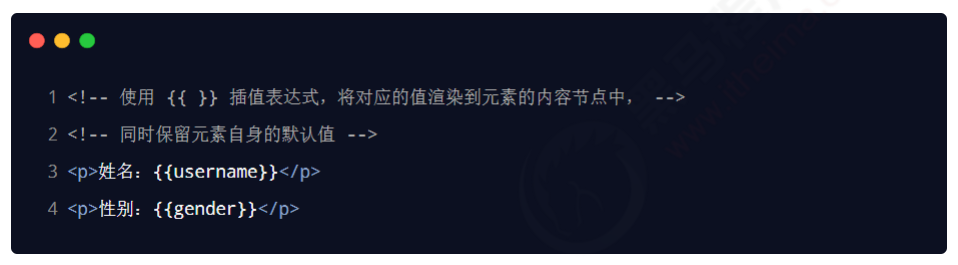 1 <!-- 使用 {{ }} 插值表达式，将对应的值渲染到元素的内容节点中， -->
2 <!-- 同时保留元素自身的默认值 -->
3 <p>姓名：{{username}}</p>
4 <p>性别：{{gender}}</p>